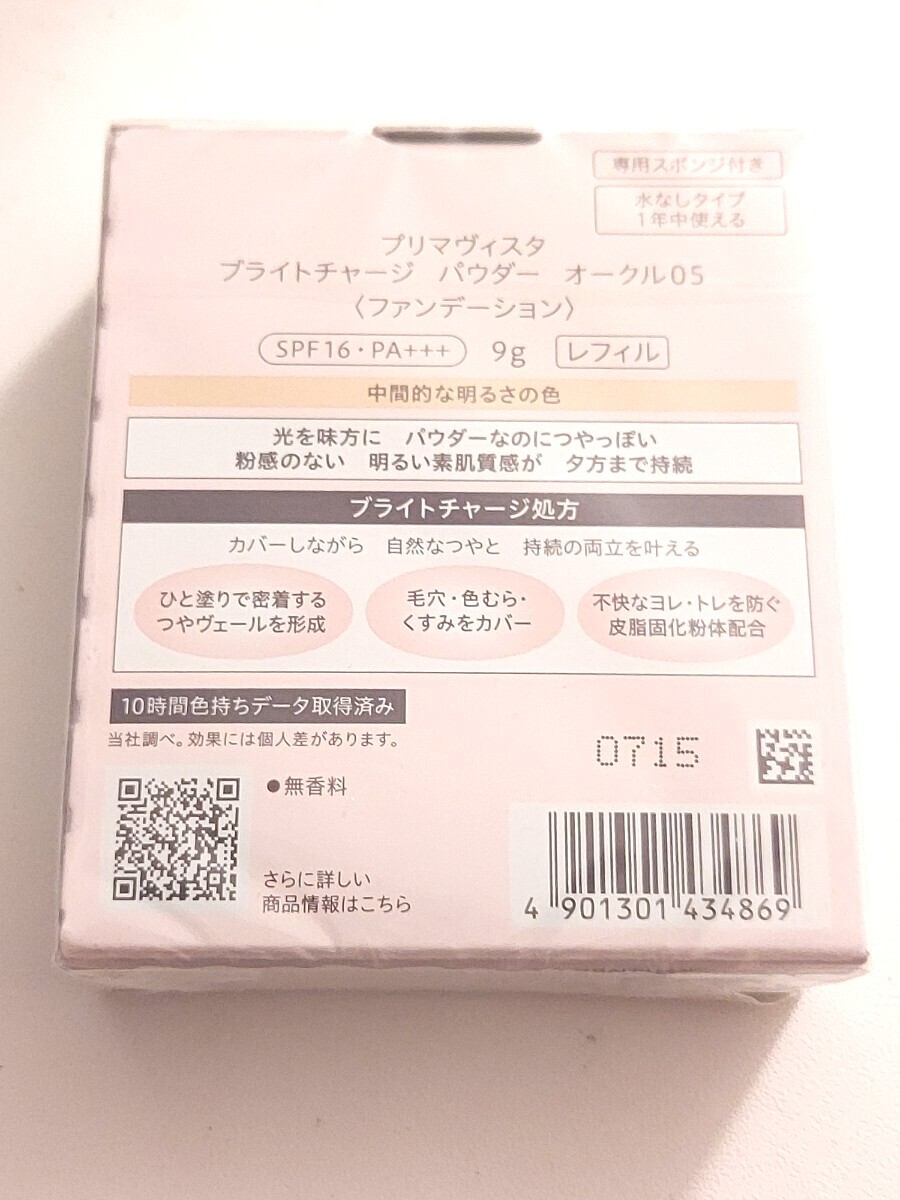 専用スポンジ付き
水なしタイプ
1年中使える
プリマヴィスタ
ブライトチャージ パウダー オークル05
〈ファンデーション〉
SPF16・PA+++ 9g レフィル
中間的な明るさの色
光を味方に パウダーなのにつやっぽい
粉感のない 明るい素肌質感が 夕方まで持続
ブライトチャージ処方
カバーしながら 自然なつやと 持続の両立を叶える
ひと塗りで密着する
つやヴェールを形成
毛穴・色むら・
くすみをカバー
不快なヨレ・トレを防ぐ
皮脂固化粉体配合
10時間色持ちデータ取得済み
当社調べ。効果には個人差があります。
0715
●無香料
さらに詳しい
商品情報はこちら
4 901301 434869